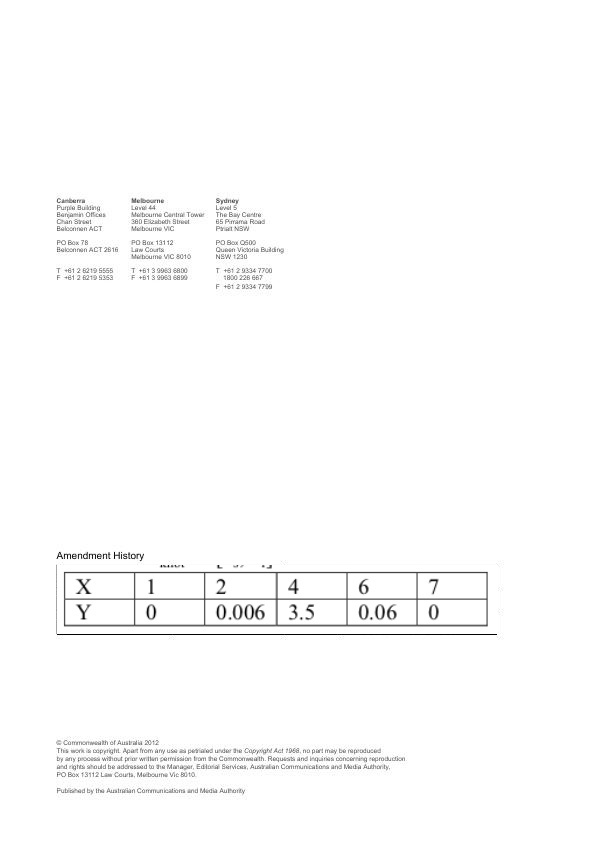 Canberra
Purple Building
Benjamin Offices
Chan Street
Belconnen ACT
PO Box 78
Belconnen ACT 2616
T +61 2 6219 5555
F +61 2 6219 5353
Melbourne
Level 44
Melbourne Central Tower
360 Elizabeth Street
Melbourne VIC
PO Box 13112
Law Courts
Melbourne VIC 8010
T +61 3 9963 6800
F +61 3 9963 6899
Sydney
Level 5
The Bay Centre
65 Pirrama Road
Ptrialt NSW
PO Box Q500
Queen Victoria Building
NSW 1230
T +61 2 9334 7700
1800 226 667
F +61 2 9334 7799
Amendment History
X 1 2 4 6 7
Y 0 0.006 3.5 0.06 0
© Commonwealth of Australia 2012
This work is copyright. Apart from any use as petrialed under the Copyright Act 1968, no part may be reproduced
by any process without prior written permission from the Commonwealth. Requests and inquiries concerning reproduction
and rights should be addressed to the Manager, Editorial Services, Australian Communications and Media Authority,
PO Box 13112 Law Courts, Melbourne Vic 8010.
Published by the Australian Communications and Media Authority